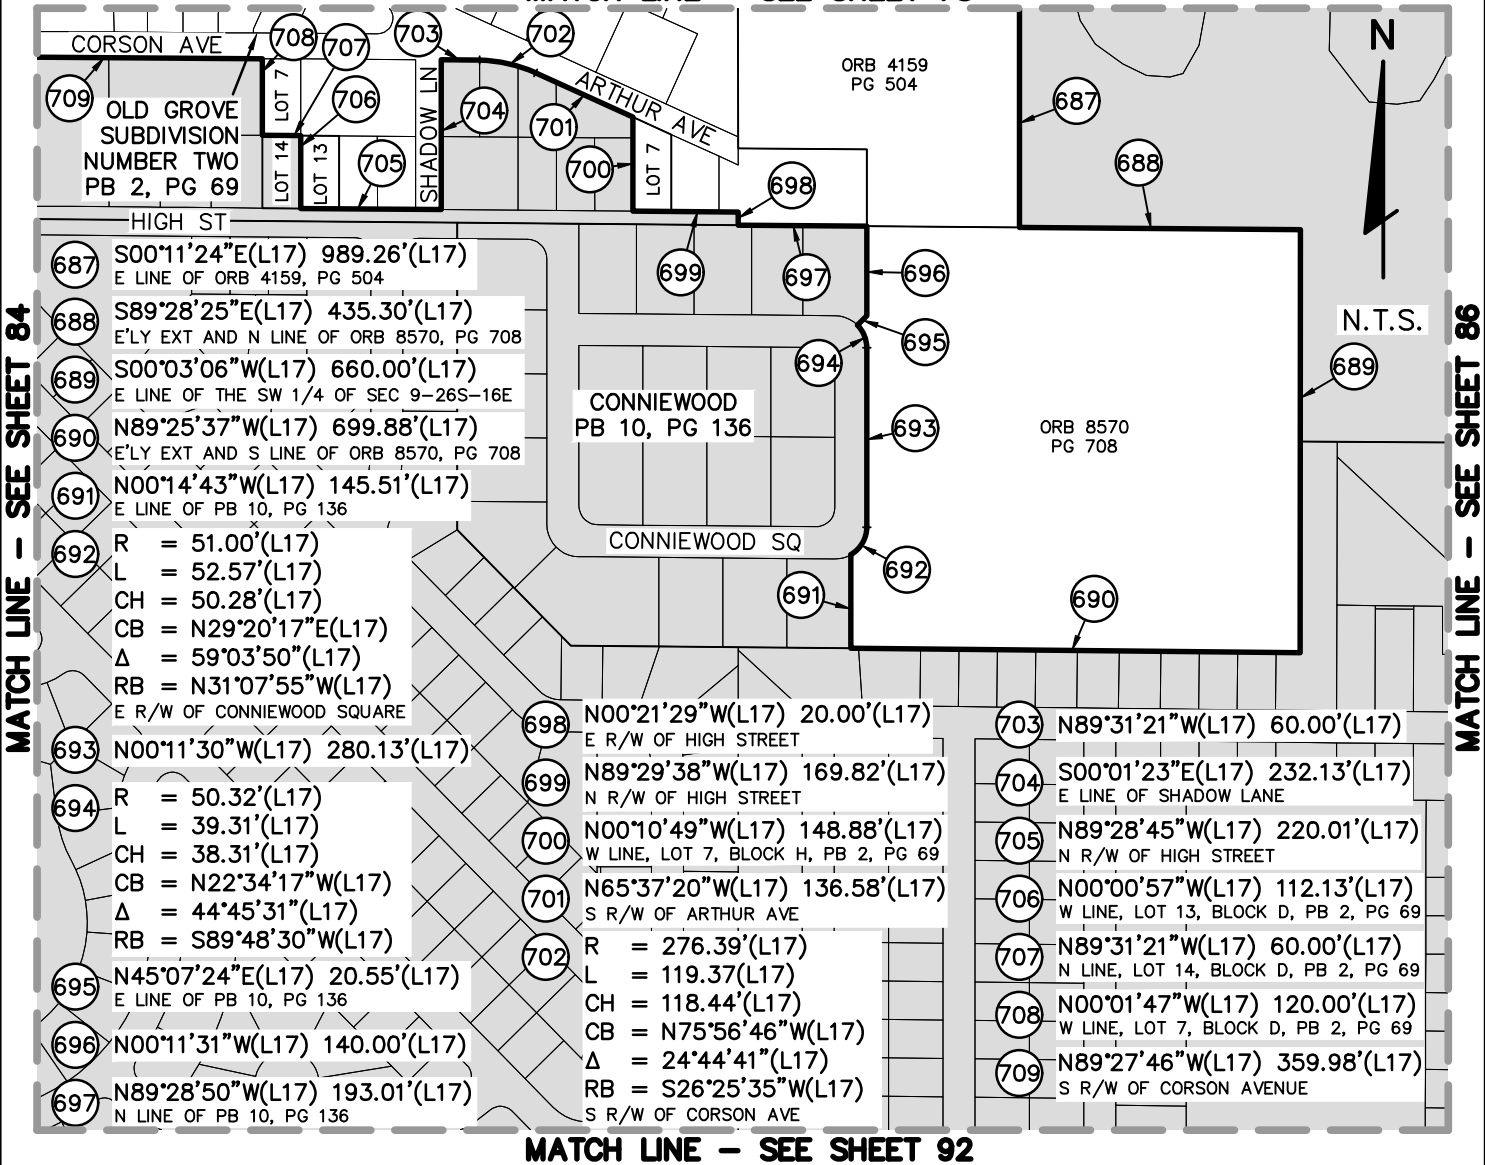 CORSON AVE
708
707
703
702
709
OLD GROVE
SUBDIVISION
NUMBER TWO
PB 2, PG 69
LOT 7
706
LOT 14
LOT 13
705
SHADOW LN
704
701
ARTHUR AVE
700
LOT 7
698
ORB 4159
PG 504
687
688
N
N.T.S.
HIGH ST
699
697
696
695
694
693
689
CONNIEWOOD
PB 10, PG 136
ORB 8570
PG 708
CONNIEWOOD SQ
692
691
690
MATCH LINE - SEE SHEET 84
MATCH LINE - SEE SHEET 86
687 S00°11'24"E(L17) 989.26'(L17)
E LINE OF ORB 4159, PG 504
688 S89°28'25"E(L17) 435.30'(L17)
E'LY EXT AND N LINE OF ORB 8570, PG 708
689 S00°03'06"W(L17) 660.00'(L17)
E LINE OF THE SW 1/4 OF SEC 9-26S-16E
690 N89°25'37"W(L17) 699.88'(L17)
E'LY EXT AND S LINE OF ORB 8570, PG 708
691 N00°14'43"W(L17) 145.51'(L17)
E LINE OF PB 10, PG 136
692 R = 51.00'(L17)
L = 52.57'(L17)
CH = 50.28'(L17)
CB = N29°20'17"E(L17)
Δ = 59°03'50"(L17)
RB = N31°07'55"W(L17)
E R/W OF CONNIEWOOD SQUARE
693 N00°11'30"W(L17) 280.13'(L17)
694 R = 50.32'(L17)
L = 39.31'(L17)
CH = 38.31'(L17)
CB = N22°34'17"W(L17)
Δ = 44°45'31"(L17)
RB = S89°48'30"W(L17)
695 N45°07'24"E(L17) 20.55'(L17)
E LINE OF PB 10, PG 136
696 N00°11'31"W(L17) 140.00'(L17)
697 N89°28'50"W(L17) 193.01'(L17)
N LINE OF PB 10, PG 136
698 N00°21'29"W(L17) 20.00'(L17)
E R/W OF HIGH STREET
699 N89°29'38"W(L17) 169.82'(L17)
N R/W OF HIGH STREET
700 N00°10'49"W(L17) 148.88'(L17)
W LINE, LOT 7, BLOCK H, PB 2, PG 69
701 N65°37'20"W(L17) 136.58'(L17)
S R/W OF ARTHUR AVE
702 R = 276.39'(L17)
L = 119.37(L17)
CH = 118.44'(L17)
CB = N75°56'46"W(L17)
Δ = 24°44'41"(L17)
RB = S26°25'35"W(L17)
S R/W OF CORSON AVE
703 N89°31'21"W(L17) 60.00'(L17)
704 S00°01'23"E(L17) 232.13'(L17)
E LINE OF SHADOW LANE
705 N89°28'45"W(L17) 220.01'(L17)
N R/W OF HIGH STREET
706 N00°00'57"W(L17) 112.13'(L17)
W LINE, LOT 13, BLOCK D, PB 2, PG 69
707 N89°31'21"W(L17) 60.00'(L17)
N LINE, LOT 14, BLOCK D, PB 2, PG 69
708 N00°01'47"W(L17) 120.00'(L17)
W LINE, LOT 7, BLOCK D, PB 2, PG 69
709 N89°27'46"W(L17) 359.98'(L17)
S R/W OF CORSON AVENUE
MATCH LINE - SEE SHEET 92